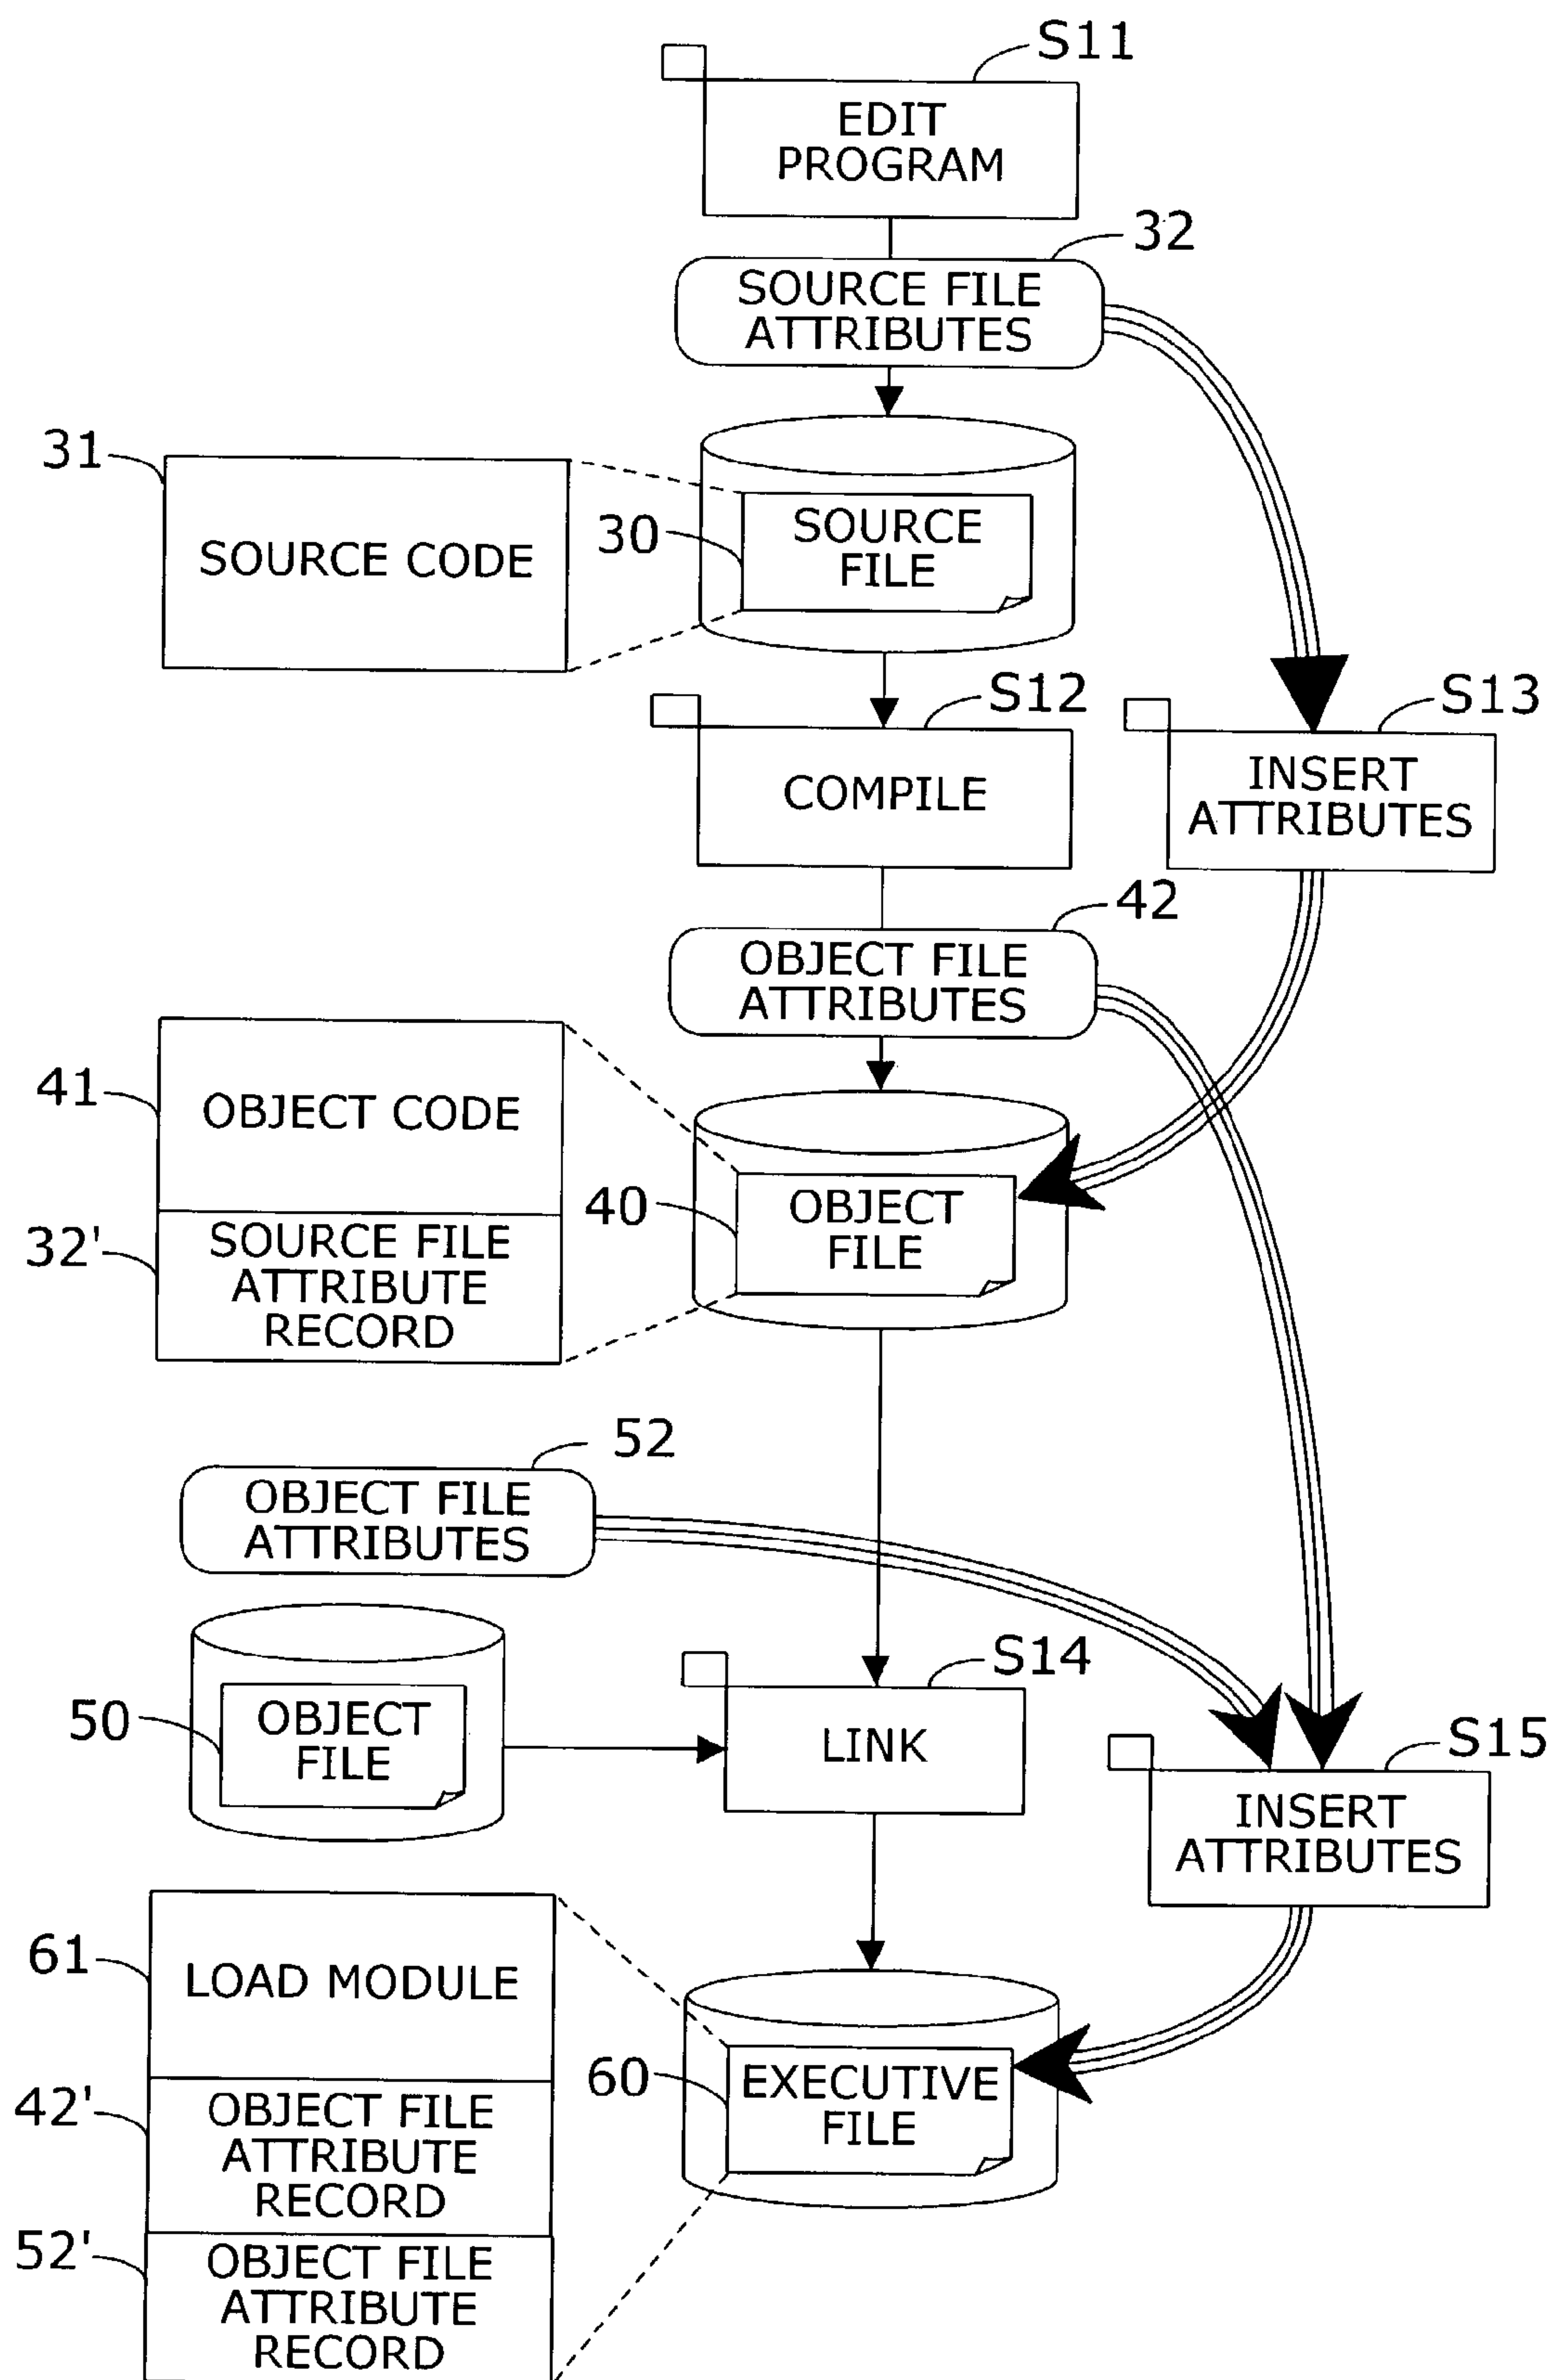 S11
EDIT
PROGRAM
32
SOURCE FILE
ATTRIBUTES
31
SOURCE CODE
30
SOURCE
FILE
S12
COMPILE
S13
INSERT
ATTRIBUTES
42
OBJECT FILE
ATTRIBUTES
41
OBJECT CODE
32'
SOURCE FILE
ATTRIBUTE
RECORD
40
OBJECT
FILE
52
OBJECT FILE
ATTRIBUTES
50
OBJECT
FILE
S14
LINK
S15
INSERT
ATTRIBUTES
61
LOAD MODULE
42'
OBJECT FILE
ATTRIBUTE
RECORD
52'
OBJECT FILE
ATTRIBUTE
RECORD
60
EXECUTIVE
FILE